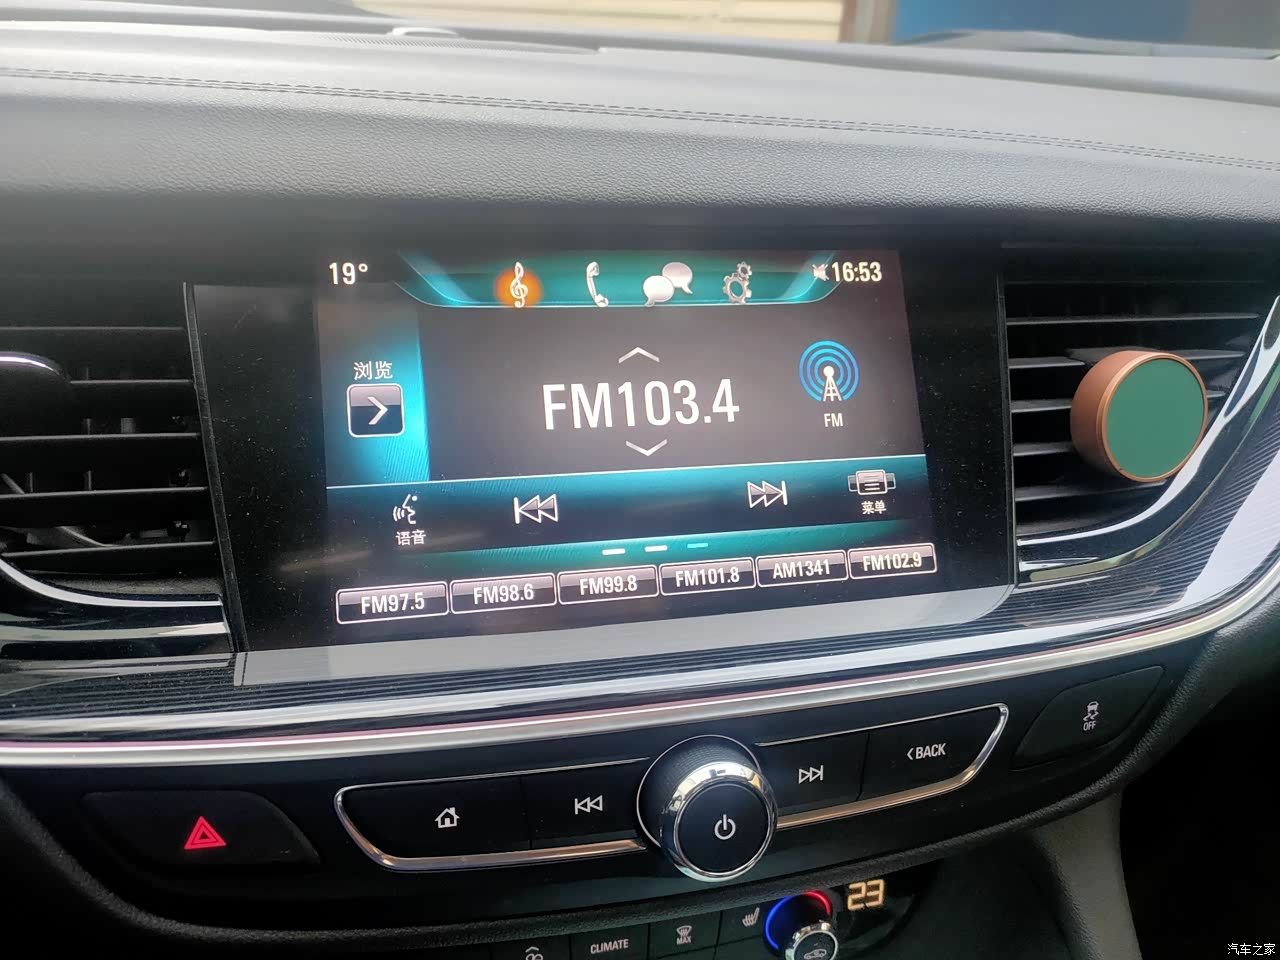 19°
16:53
浏览
FM103.4
FM
语音
菜单
FM97.5
FM98.6
FM99.8
FM101.8
AM1341
FM102.9
BACK
OFF
23
CLIMATE
MAX
汽车之家